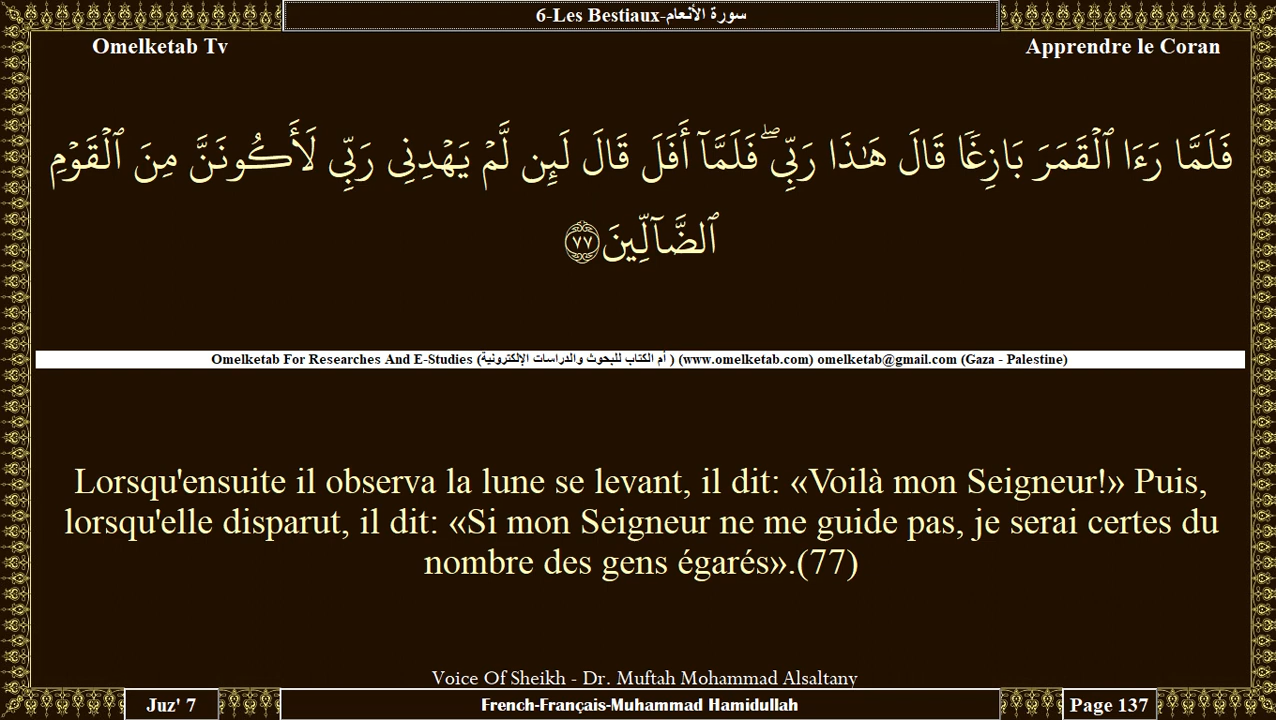 6-Les Bestiaux-سورة الأنعام
Omelketab Tv
Apprendre le Coran
فَلَمَّا رَءَا ٱلْقَمَرَ بَازِغًا قَالَ هَٰذَا رَبِّى ۖ فَلَمَّآ أَفَلَ قَالَ لَئِن لَّمْ يَهْدِنِى رَبِّى لَأَكُونَنَّ مِنَ ٱلْقَوْمِ
ٱلضَّآلِّينَ ٧٧
Omelketab For Researches And E-Studies (أم الكتاب للبحوث والدراسات الإلكترونية ) (www.omelketab.com) omelketab@gmail.com (Gaza - Palestine)
Lorsqu'ensuite il observa la lune se levant, il dit: «Voilà mon Seigneur!» Puis,
lorsqu'elle disparut, il dit: «Si mon Seigneur ne me guide pas, je serai certes du
nombre des gens égarés».(77)
Voice Of Sheikh - Dr. Muftah Mohammad Alsaltany
Juz' 7
French-Français-Muhammad Hamidullah
Page 137